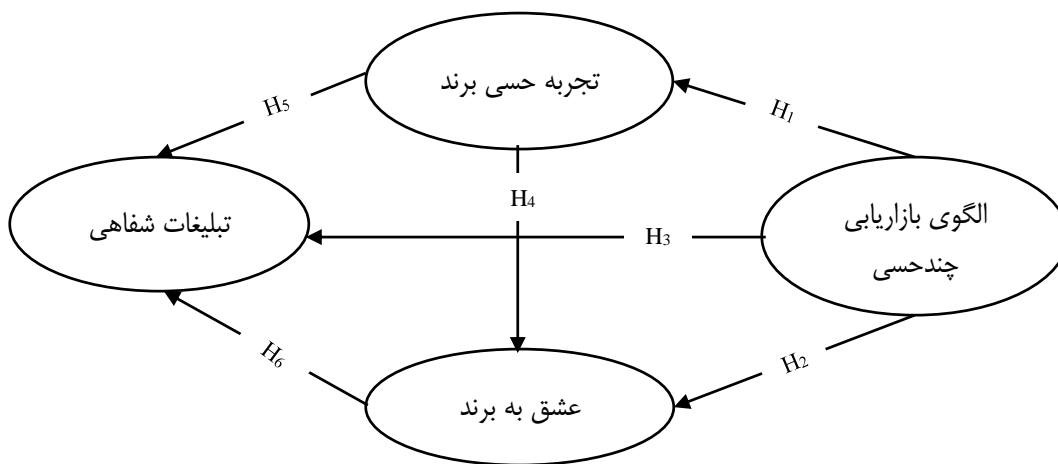 تجربه حسی برند
H1
H5
H4
الگوی بازاریابی
چندحسی
تبلیغات شفاهی
H3
H2
H6
عشق به برند